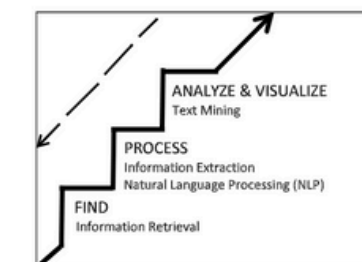 ANALYZE & VISUALIZE
Text Mining
PROCESS
Information Extraction
Natural Language Processing (NLP)
FIND
Information Retrieval